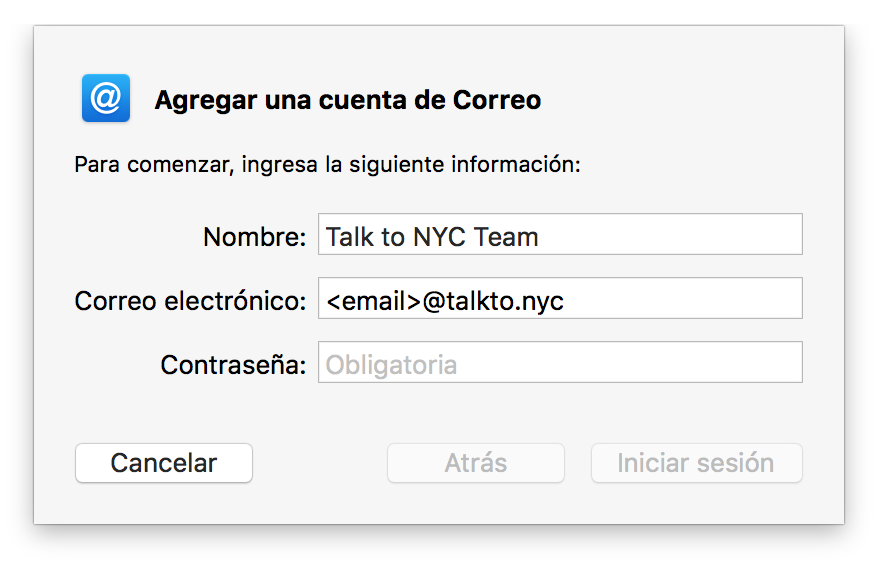 @ Agregar una cuenta de Correo
Para comenzar, ingresa la siguiente información:
Nombre: Talk to NYC Team
Correo electrónico: <email>@talkto.nyc
Contraseña: Obligatoria
Cancelar Atrás Iniciar sesión